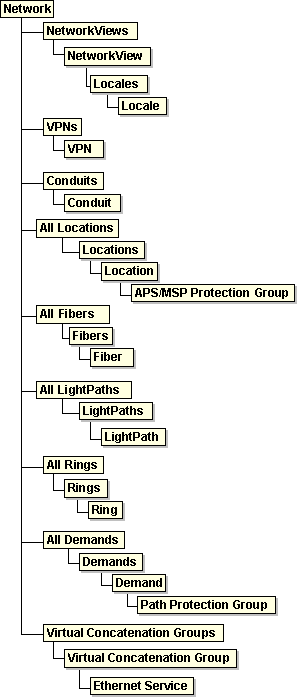 Network
NetworkViews
NetworkView
Locales
Locale
VPNs
VPN
Conduits
Conduit
All Locations
Locations
Location
APS/MSP Protection Group
All Fibers
Fibers
Fiber
All LightPaths
LightPaths
LightPath
All Rings
Rings
Ring
All Demands
Demands
Demand
Path Protection Group
Virtual Concatenation Groups
Virtual Concatenation Group
Ethernet Service